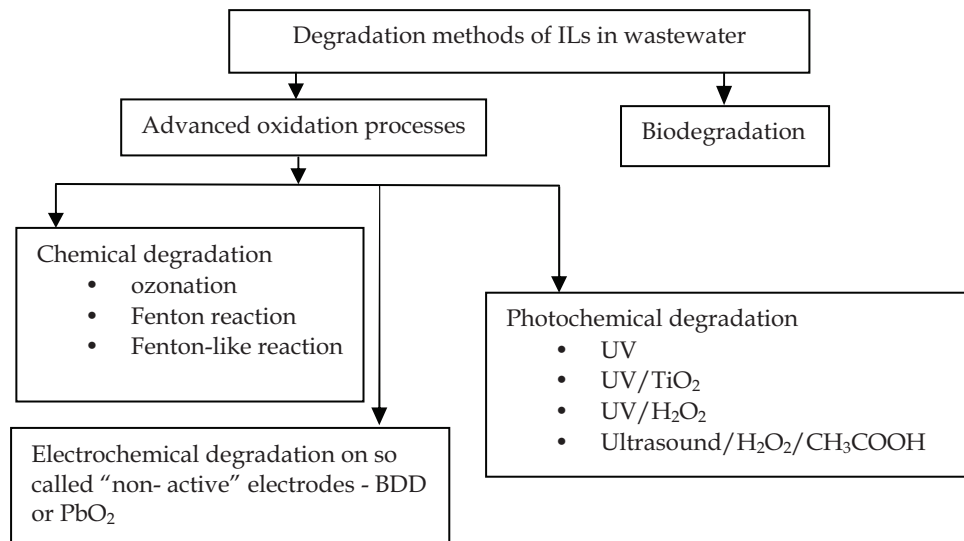 Degradation methods of ILs in wastewater
Advanced oxidation processes
Biodegradation
Chemical degradation
• ozonation
• Fenton reaction
• Fenton-like reaction
Photochemical degradation
• UV
• UV/TiO₂
• UV/H₂O₂
• Ultrasound/H₂O₂/CH₃COOH
Electrochemical degradation on so
called “non- active” electrodes - BDD
or PbO₂